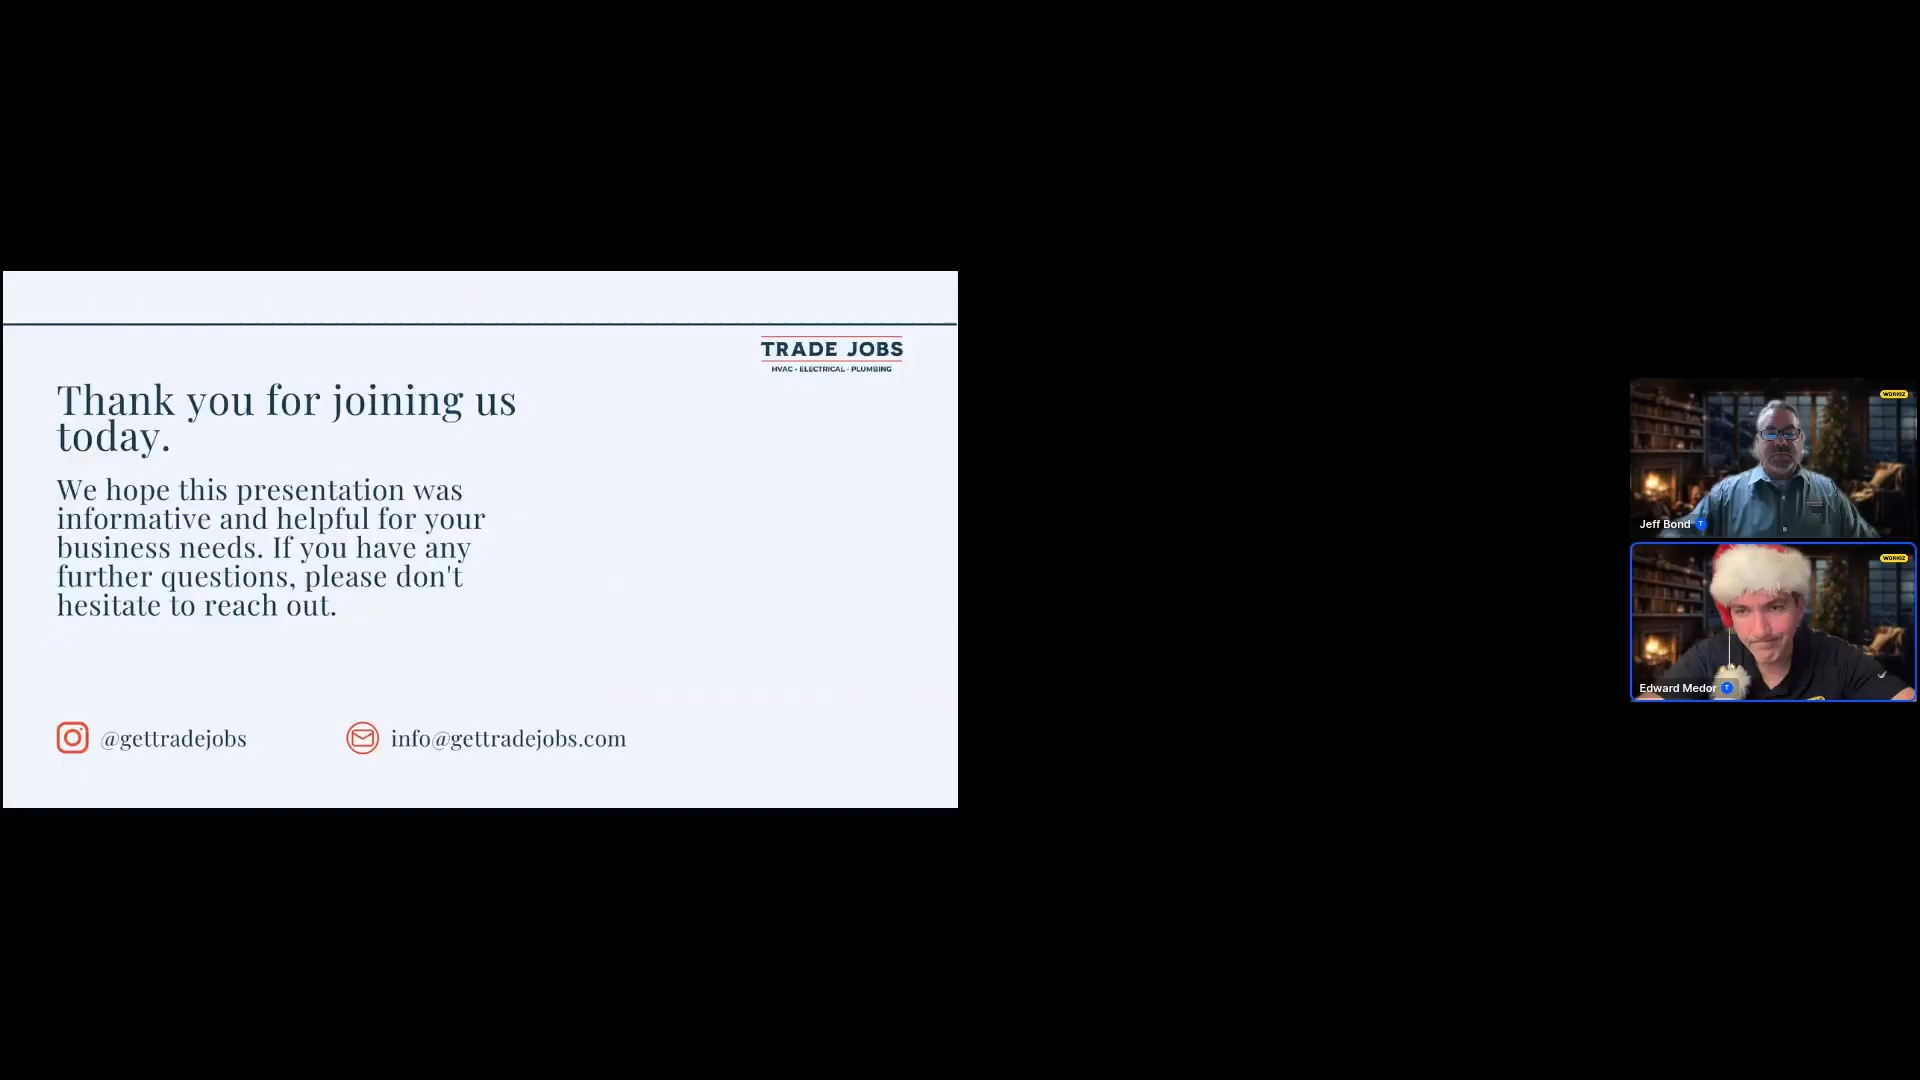 TRADE JOBS
HVAC · ELECTRICAL · PLUMBING
Thank you for joining us
today.
We hope this presentation was
informative and helpful for your
business needs. If you have any
further questions, please don't
hesitate to reach out.
@gettradejobs
info@gettradejobs.com
WORKIZ
Jeff Bond T
WORKIZ
Edward Medor T